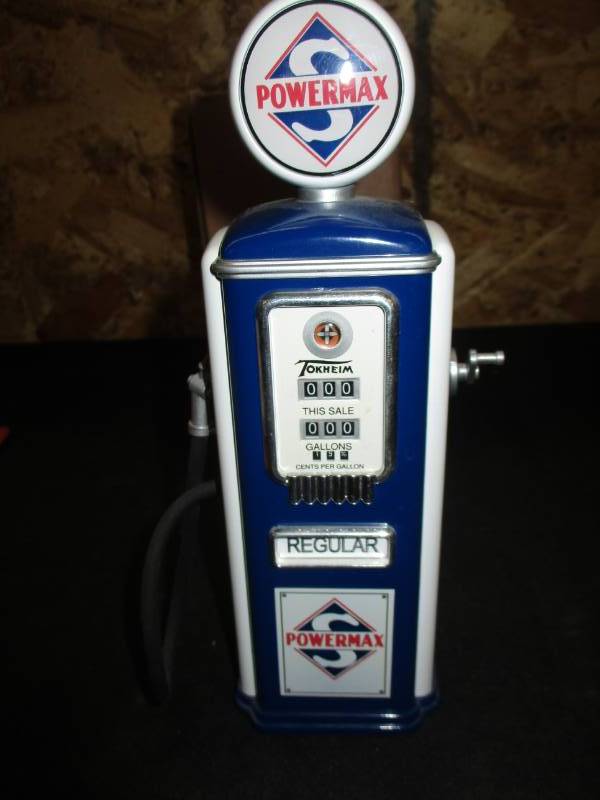 S
POWERMAX
TOKHEIM
000
THIS SALE
000
GALLONS
CENTS PER GALLON
REGULAR
S
POWERMAX